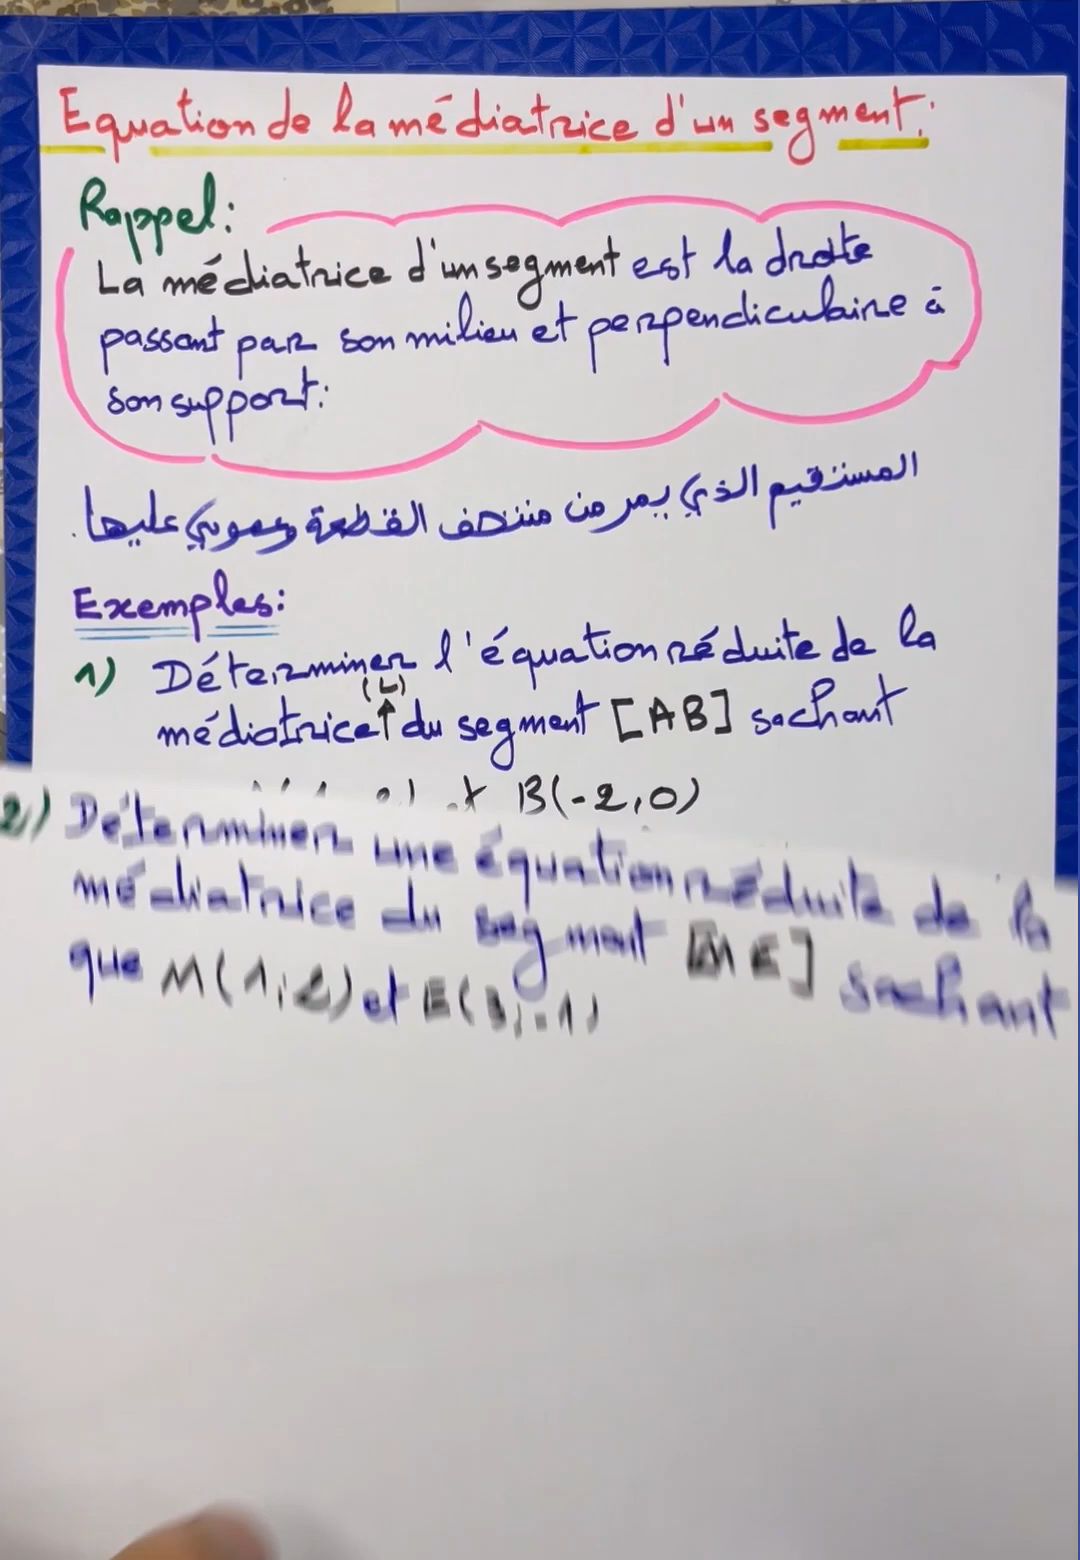 Equation de la médiatrice d'un segment:
Rappel:
La médiatrice d'un segment est la droite
passant par son milieu et perpendiculaire à
son support:
المستقيم الذي يمر من منتصف القطعة وعمودي عليها.
Exemples:
1) Déterminer l'équation réduite de la
(L)
médiatrice ↑ du segment [AB] sachant
B(-2,0)
2) Déterminer une équation réduite de la
médiatrice du segment [ME] sachant
que M(1;2) et E(3;-1)